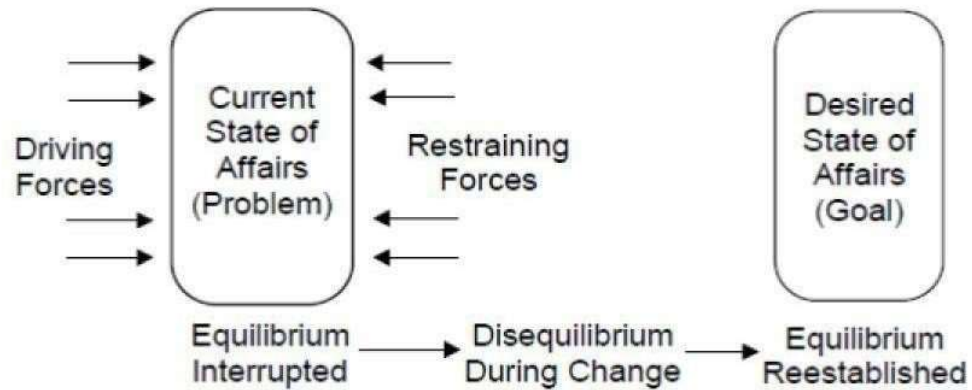 Current
State of
Affairs
(Problem)
Driving
Forces
Restraining
Forces
Desired
State of
Affairs
(Goal)
Equilibrium
Interrupted
Disequilibrium
During Change
Equilibrium
Reestablished